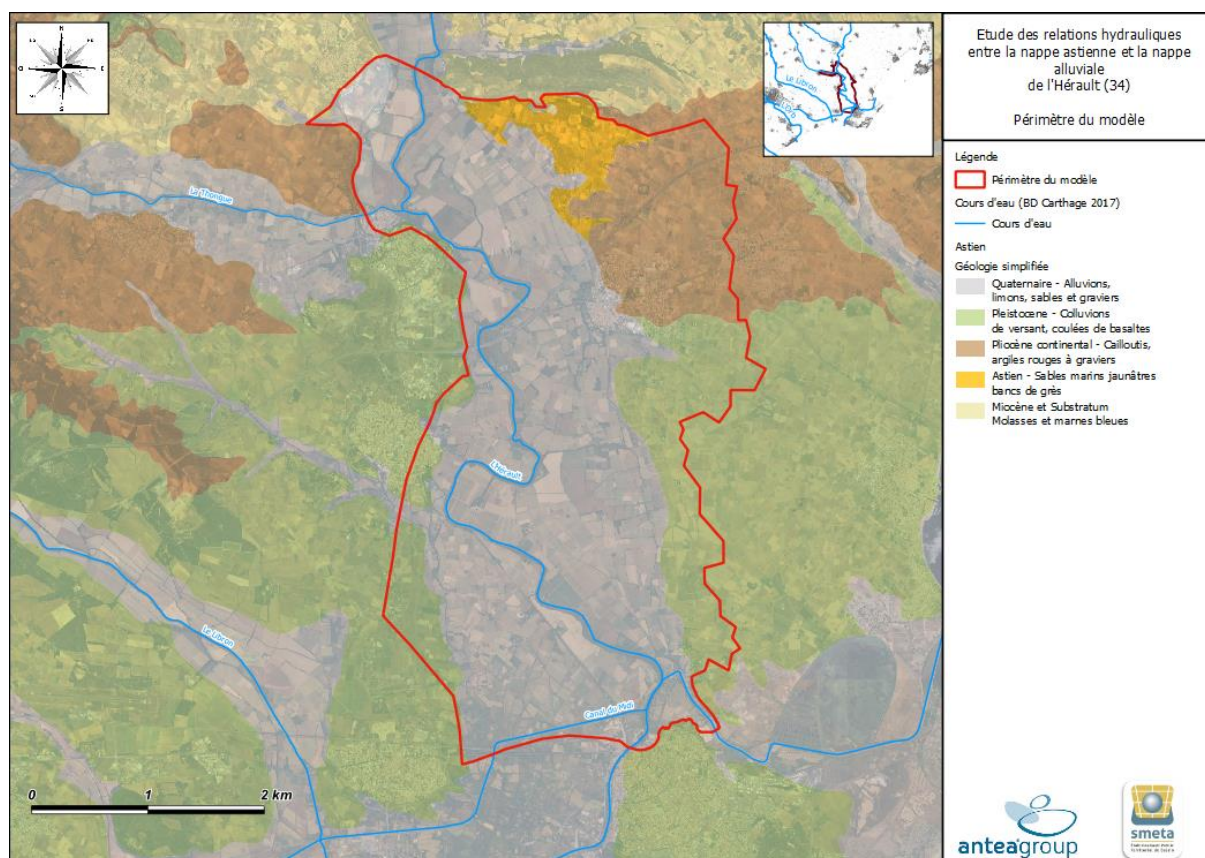 N
E
S
O
Le Libron
L'Orb
Etude des relations hydrauliques
entre la nappe astienne et la nappe
alluviale
de l'Hérault (34)
Périmètre du modèle
Légende
Périmètre du modèle
Cours d'eau (BD Carthage 2017)
Cours d'eau
Astien
Géologie simplifiée
Quaternaire - Alluvions,
limons, sables et graviers
Pleistocene - Colluvions
de versant, coulées de basaltes
Pliocène continental - Cailloutis,
argiles rouges à graviers
Astien - Sables marins jaunâtres
bancs de grès
Miocène et Substratum
Molasses et marnes bleues
La Thongue
L'Hérault
Le Libron
Canal du Midi
0 1 2 km
anteagroup
smeta